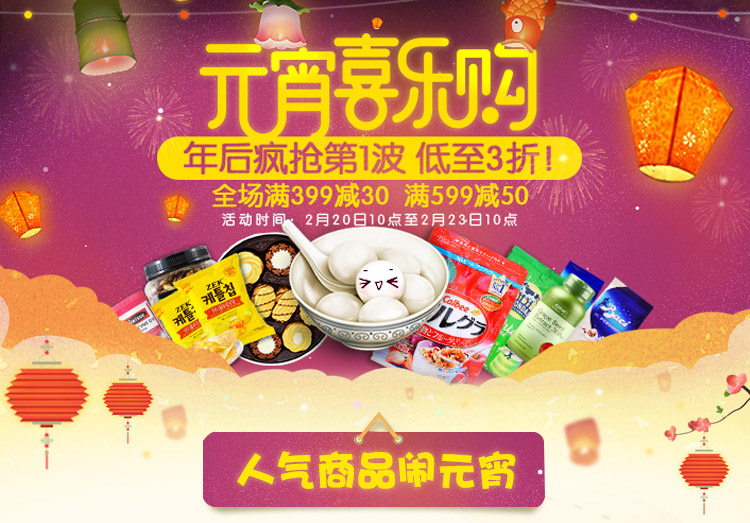 元宵喜乐购
年后疯抢第1波 低至3折!
全场满399减30 满599减50
活动时间：2月20日10点至2月23日10点
ZEK
케틀칩
ZEK
케틀칩
Calbee
フルグラ
Grape Seed
人气商品闹元宵